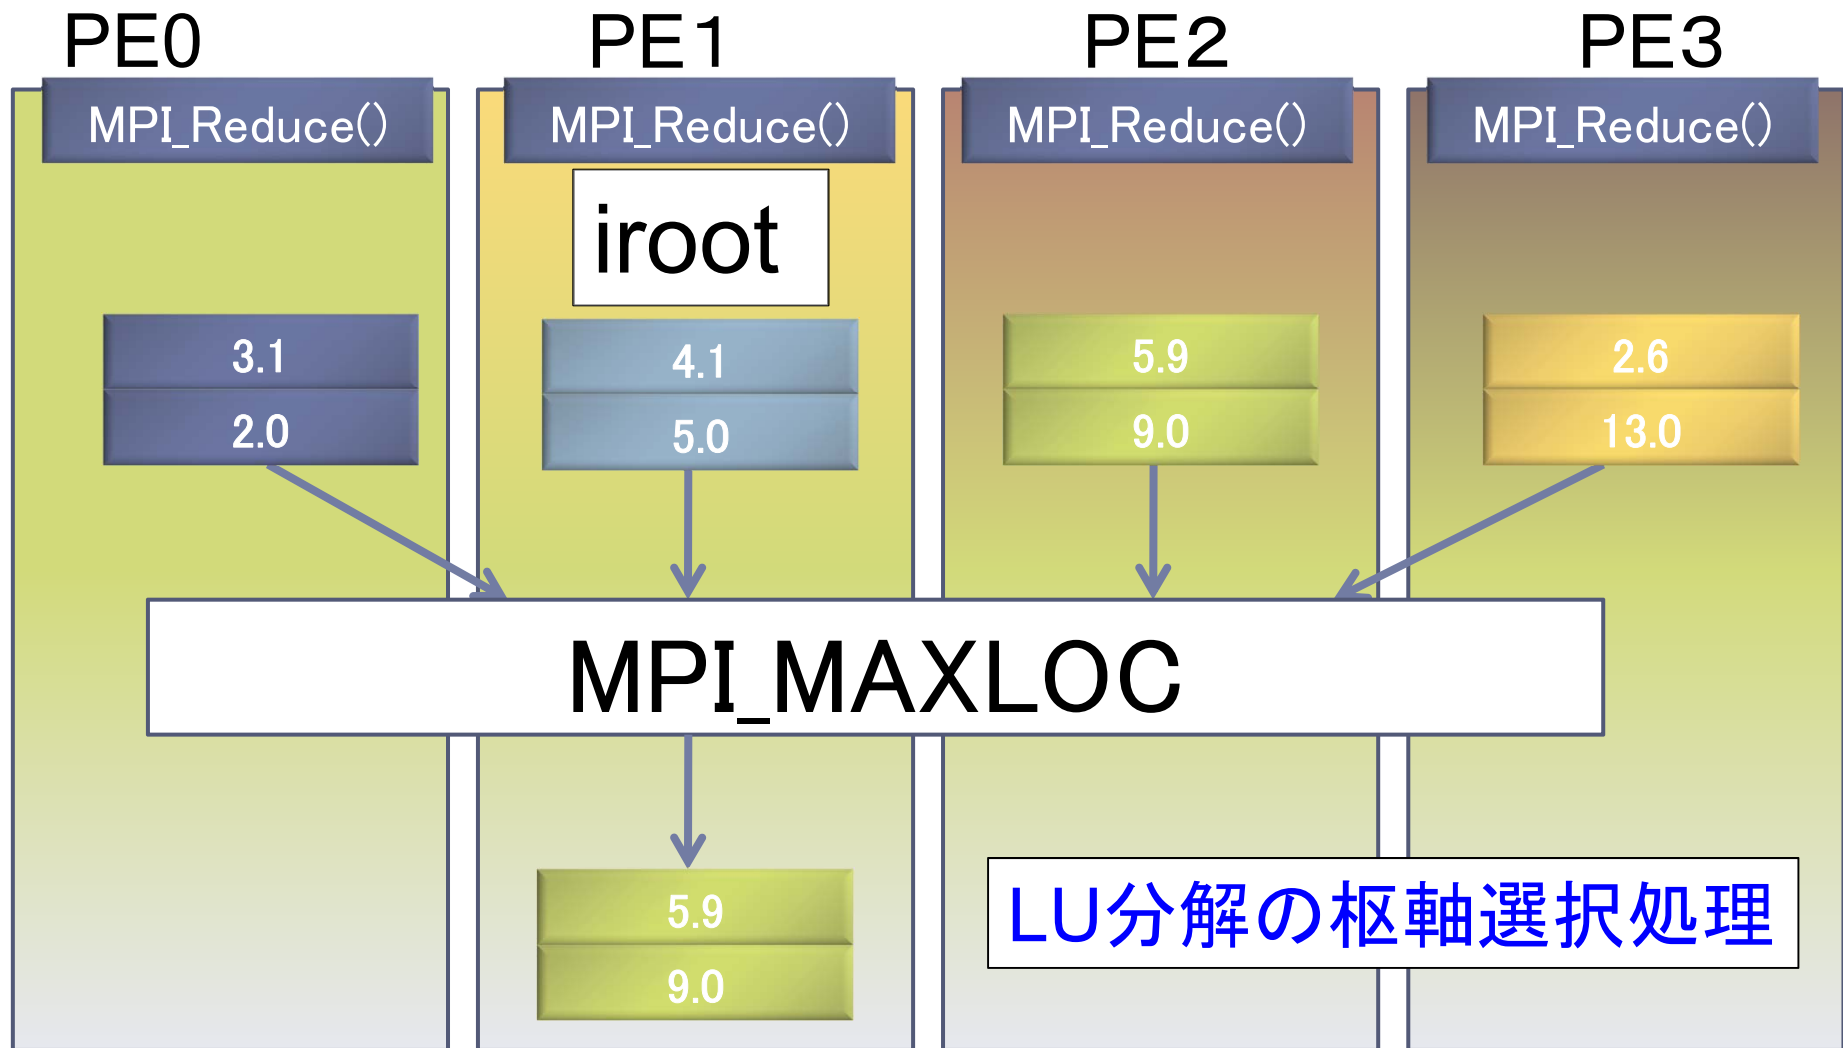 PE0 PE1 PE2 PE3
MPI_Reduce() MPI_Reduce() MPI_Reduce() MPI_Reduce()
iroot
3.1 4.1 5.9 2.6
2.0 5.0 9.0 13.0
MPI_MAXLOC
5.9
LU分解の枢軸選択処理
9.0